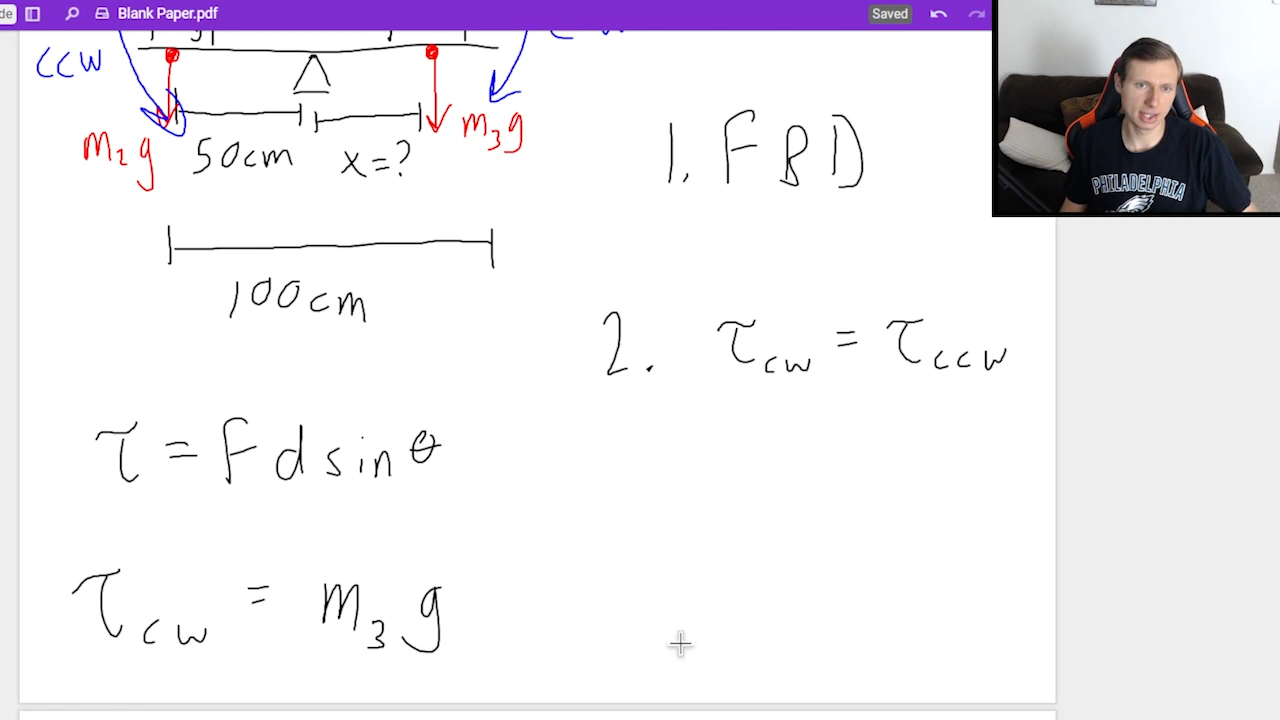 de Blank Paper.pdf Saved
ccw
m₂g 50cm x=? m₃g
100cm
1. FBD
2. τcw = τccw
τ = Fd sinθ
τcw = m₃g
PHILADELPHIA